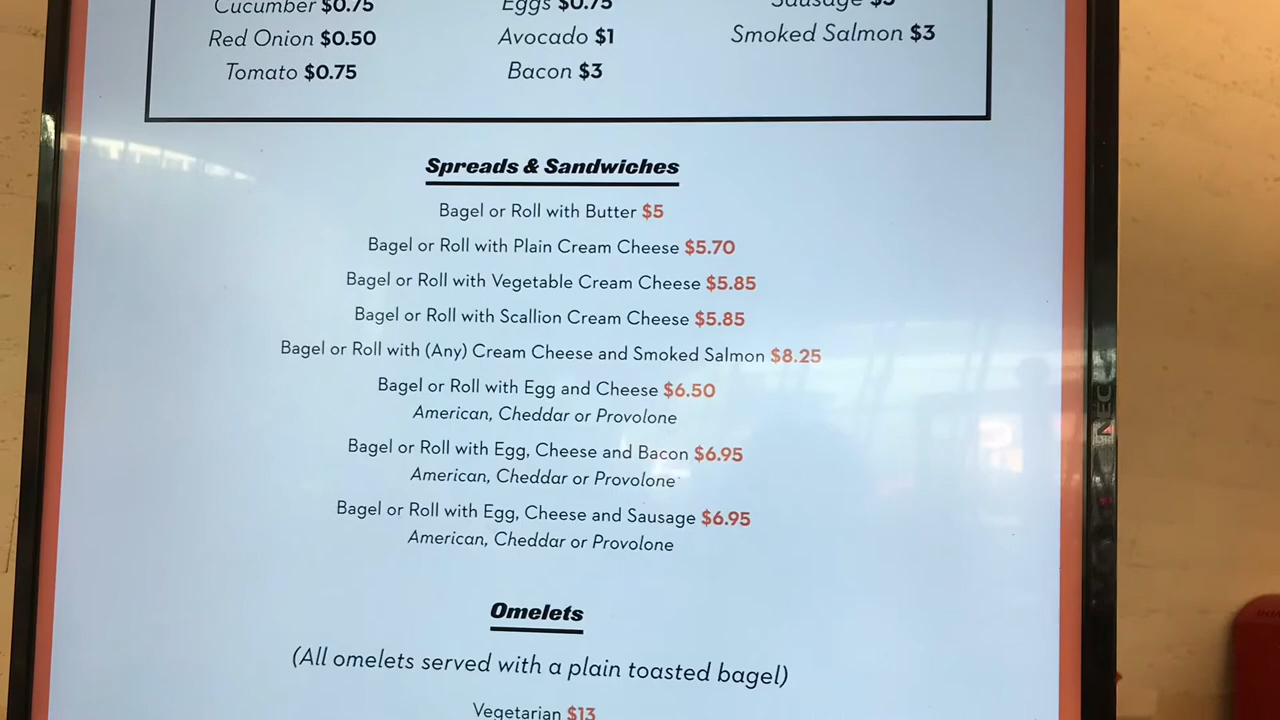 Cucumber $0.75
Eggs $0.75
Sausage $3
Red Onion $0.50
Avocado $1
Smoked Salmon $3
Tomato $0.75
Bacon $3
Spreads & Sandwiches
Bagel or Roll with Butter $5
Bagel or Roll with Plain Cream Cheese $5.70
Bagel or Roll with Vegetable Cream Cheese $5.85
Bagel or Roll with Scallion Cream Cheese $5.85
Bagel or Roll with (Any) Cream Cheese and Smoked Salmon $8.25
Bagel or Roll with Egg and Cheese $6.50
American, Cheddar or Provolone
Bagel or Roll with Egg, Cheese and Bacon $6.95
American, Cheddar or Provolone
Bagel or Roll with Egg, Cheese and Sausage $6.95
American, Cheddar or Provolone
Omelets
(All omelets served with a plain toasted bagel)
Vegetarian $13
NEC